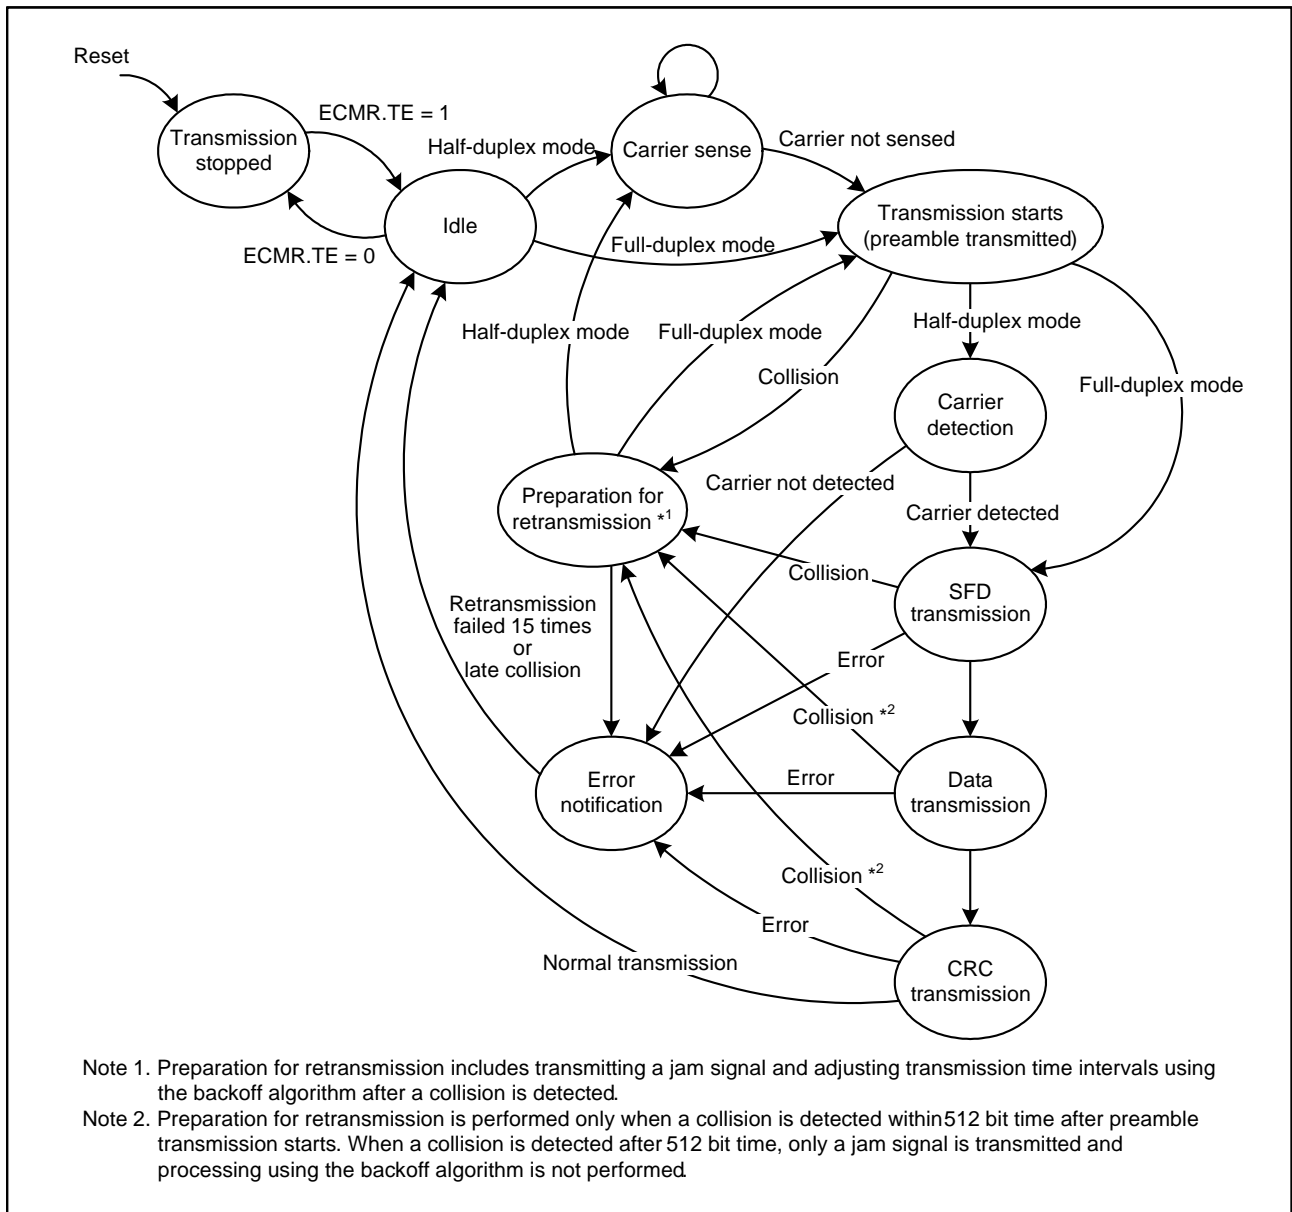 Reset
ECMR.TE = 1
Transmission
stopped
Half-duplex mode
Carrier sense
Carrier not sensed
Idle
ECMR.TE = 0
Full-duplex mode
Transmission starts
(preamble transmitted)
Half-duplex mode
Full-duplex mode
Half-duplex mode
Collision
Full-duplex mode
Carrier
detection
Carrier not detected
Preparation for
retransmission *1
Carrier detected
Collision
SFD
transmission
Retransmission
failed 15 times
or
late collision
Error
Collision *2
Error
notification
Error
Data
transmission
Collision *2
Error
Normal transmission
CRC
transmission
Note 1. Preparation for retransmission includes transmitting a jam signal and adjusting transmission time intervals using
the backoff algorithm after a collision is detected.
Note 2. Preparation for retransmission is performed only when a collision is detected within 512 bit time after preamble
transmission starts. When a collision is detected after 512 bit time, only a jam signal is transmitted and
processing using the backoff algorithm is not performed.